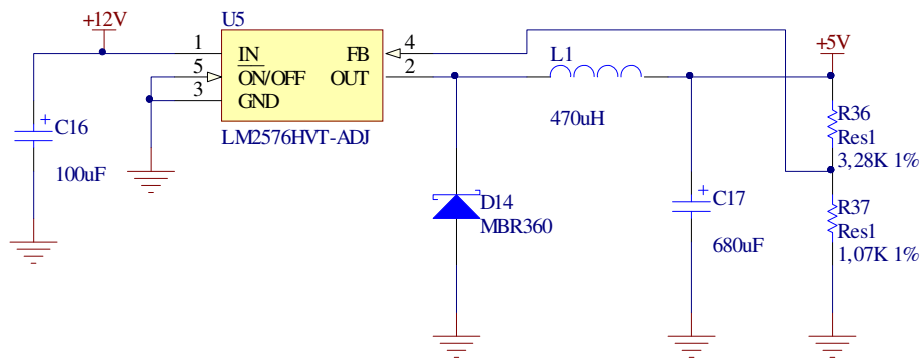 U5
+12V
1
IN
FB
4
5
ON/OFF
OUT
2
3
GND
LM2576HVT-ADJ
L1
470uH
+5V
C16
100uF
R36
Res1
3,28K 1%
D14
MBR360
C17
680uF
R37
Res1
1,07K 1%